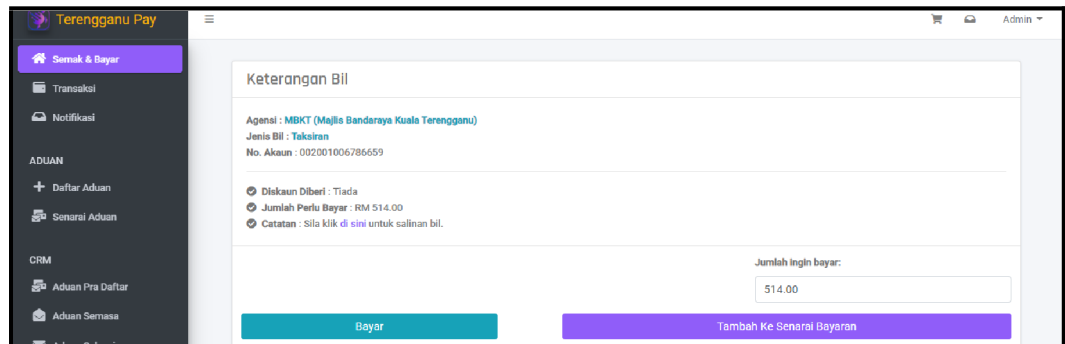 Terengganu Pay
Admin
Semak & Bayar
Transaksi
Notifikasi
ADUAN
Daftar Aduan
Senarai Aduan
CRM
Aduan Pra Daftar
Aduan Semasa
Keterangan Bil
Agensi : MBKT (Majlis Bandaraya Kuala Terengganu)
Jenis Bil : Taksiran
No. Akaun : 002001006786659
Diskaun Diberi : Tiada
Jumlah Perlu Bayar : RM 514.00
Catatan : Sila klik di sini untuk salinan bil.
Jumlah ingin bayar:
514.00
Bayar
Tambah Ke Senarai Bayaran